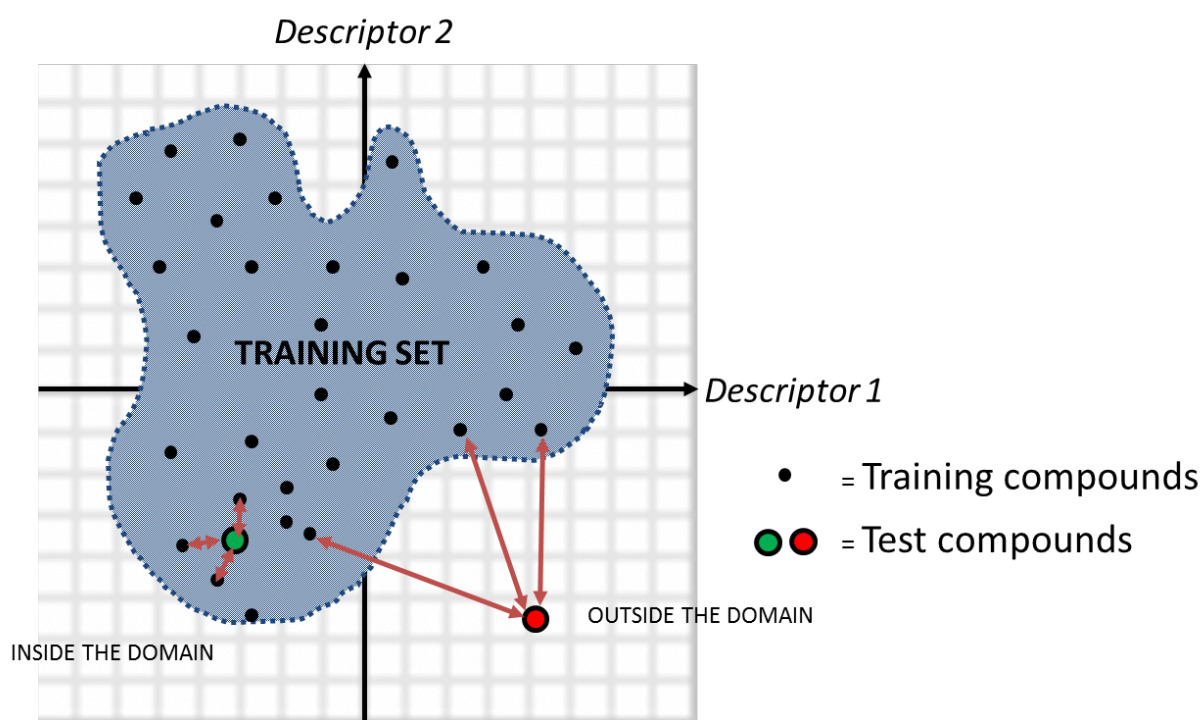 Descriptor 2
TRAINING SET
Descriptor 1
= Training compounds
= Test compounds
OUTSIDE THE DOMAIN
INSIDE THE DOMAIN